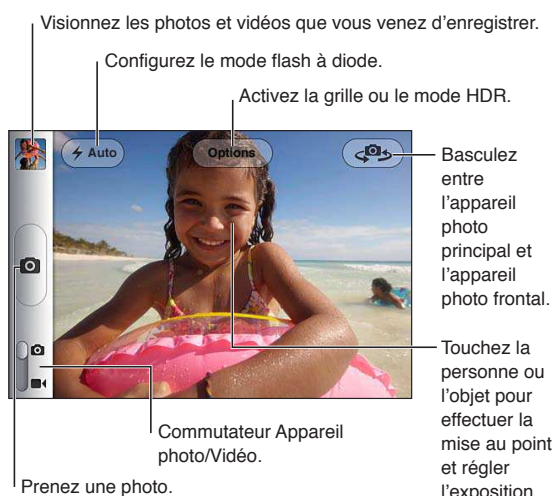 Visionnez les photos et vidéos que vous venez d'enregistrer.
Configurez le mode flash à diode.
Activez la grille ou le mode HDR.
Auto
Options
Basculez
entre
l'appareil
photo
principal et
l'appareil
photo frontal.
Touchez la
personne ou
l'objet pour
effectuer la
mise au point
et régler
l'exposition
Commutateur Appareil
photo/Vidéo.
Prenez une photo.